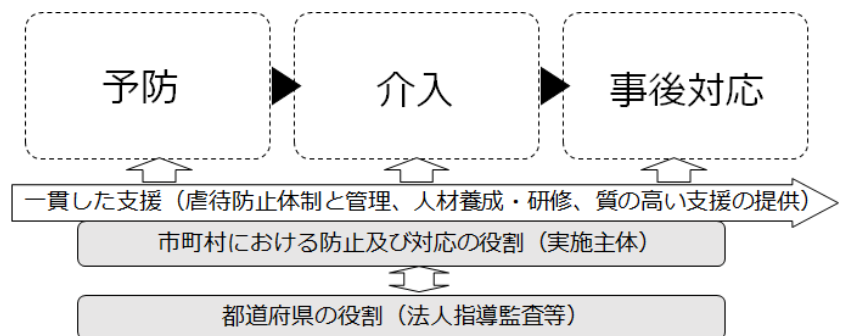 予防
介入
事後対応
一貫した支援（虐待防止体制と管理、人材養成・研修、質の高い支援の提供）
市町村における防止及び対応の役割（実施主体）
都道府県の役割（法人指導監査等）